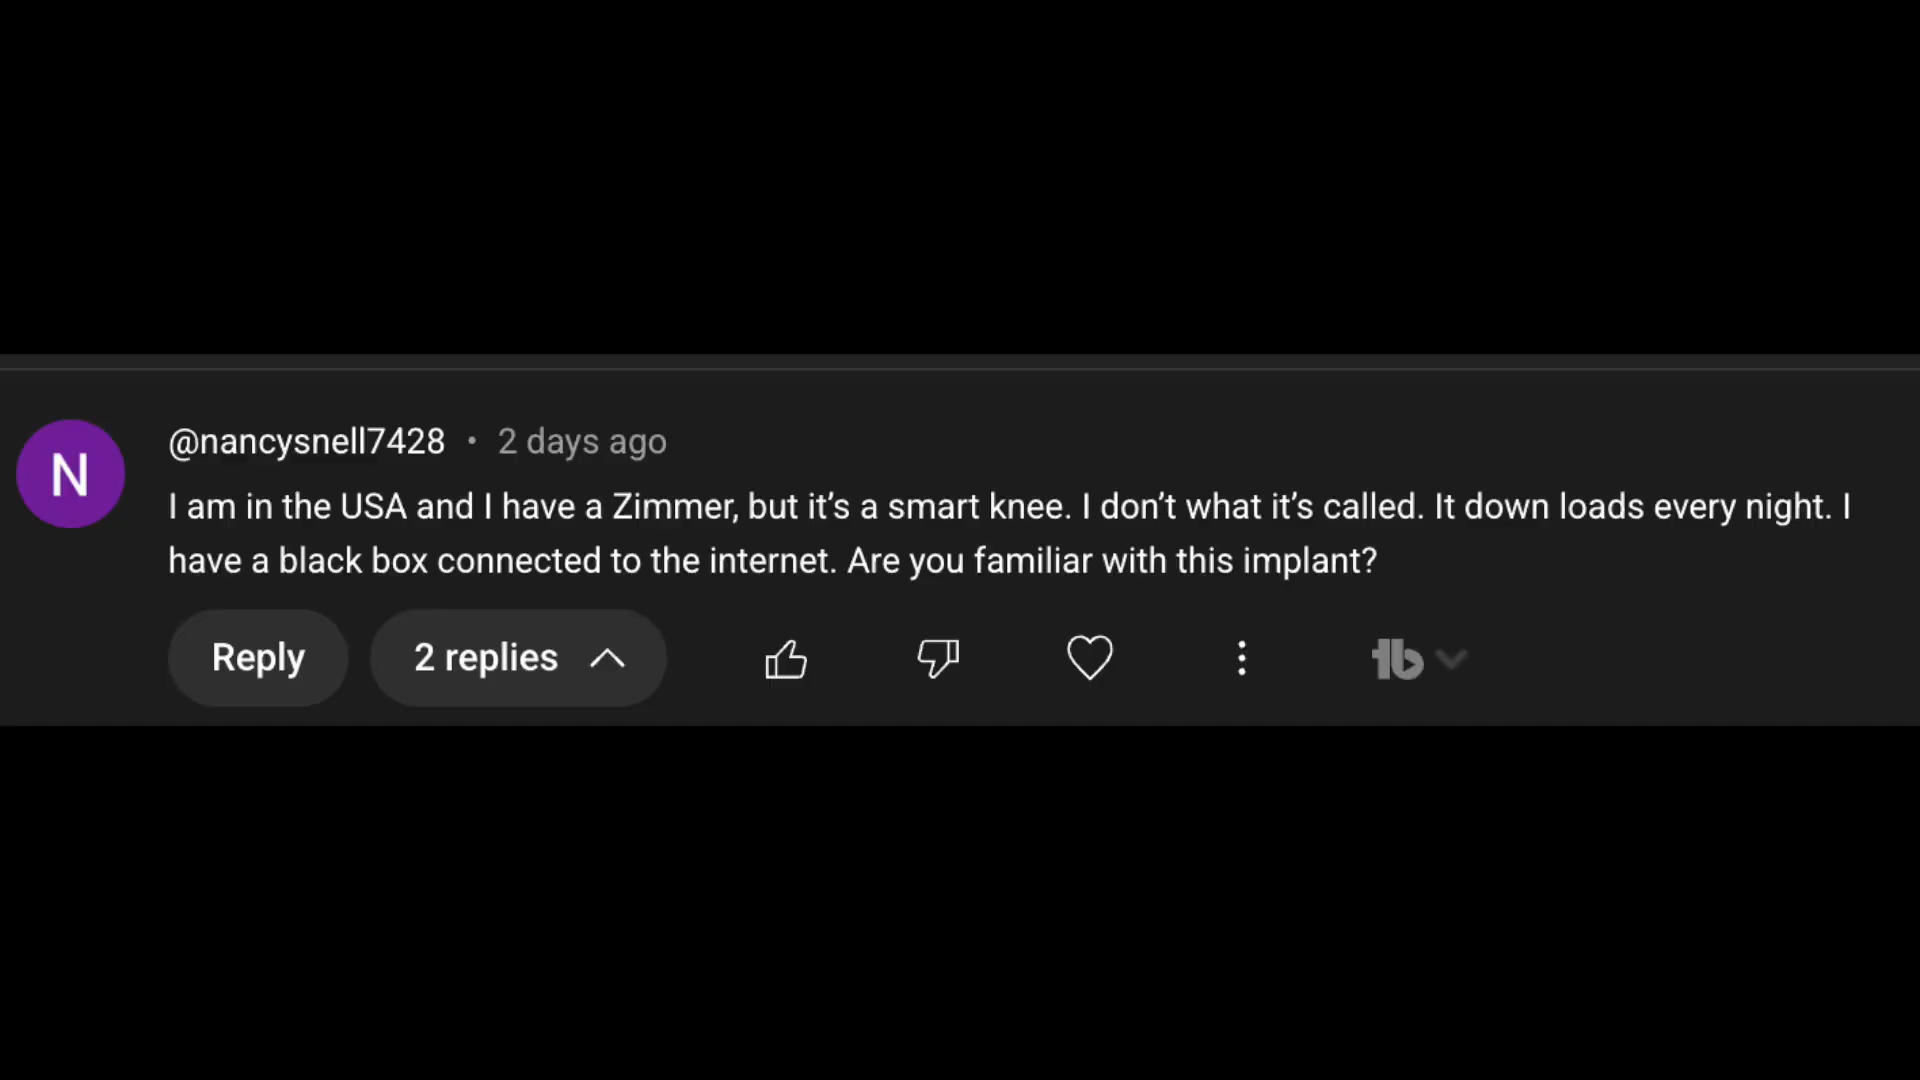 N
@nancysnell7428 • 2 days ago
I am in the USA and I have a Zimmer, but it’s a smart knee. I don’t what it’s called. It down loads every night. I
have a black box connected to the internet. Are you familiar with this implant?
Reply 2 replies
tb